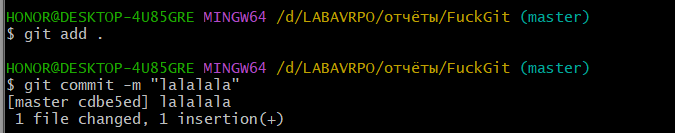 HONOR@DESKTOP-4U85GRE MINGW64 /d/LABAVRPO/отчёты/FuckGit (master)
$ git add .
HONOR@DESKTOP-4U85GRE MINGW64 /d/LABAVRPO/отчёты/FuckGit (master)
$ git commit -m "lalalala"
[master cdbe5ed] lalalala
 1 file changed, 1 insertion(+)